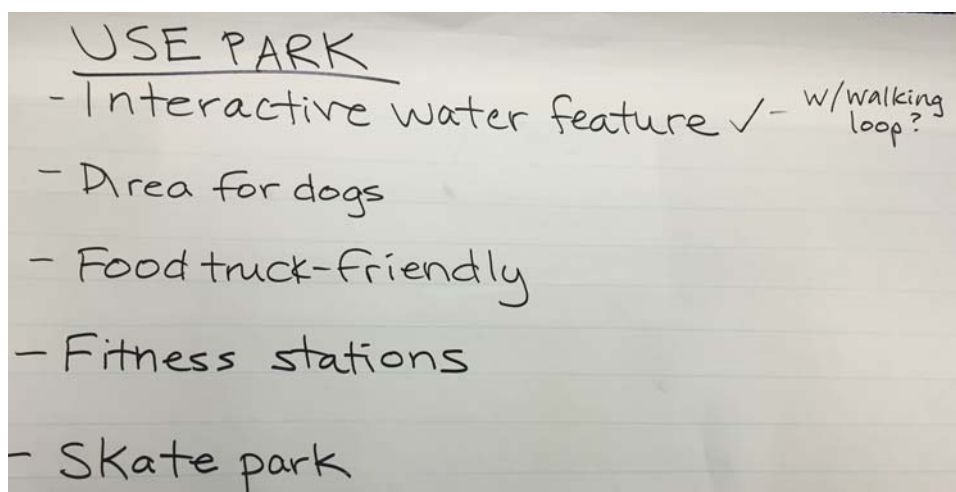 USE PARK
- Interactive water feature ✓ - w/walking
loop?
- Area for dogs
- Food truck-friendly
- Fitness stations
- Skate park